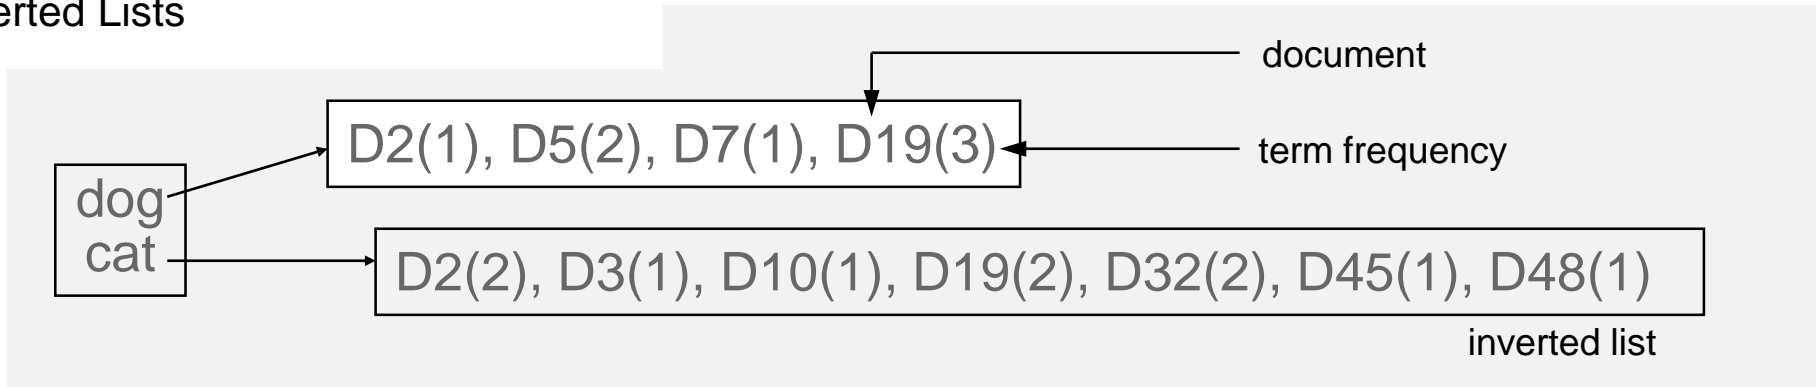 erted Lists
document
D2(1), D5(2), D7(1), D19(3)
term frequency
dog
cat
D2(2), D3(1), D10(1), D19(2), D32(2), D45(1), D48(1)
inverted list